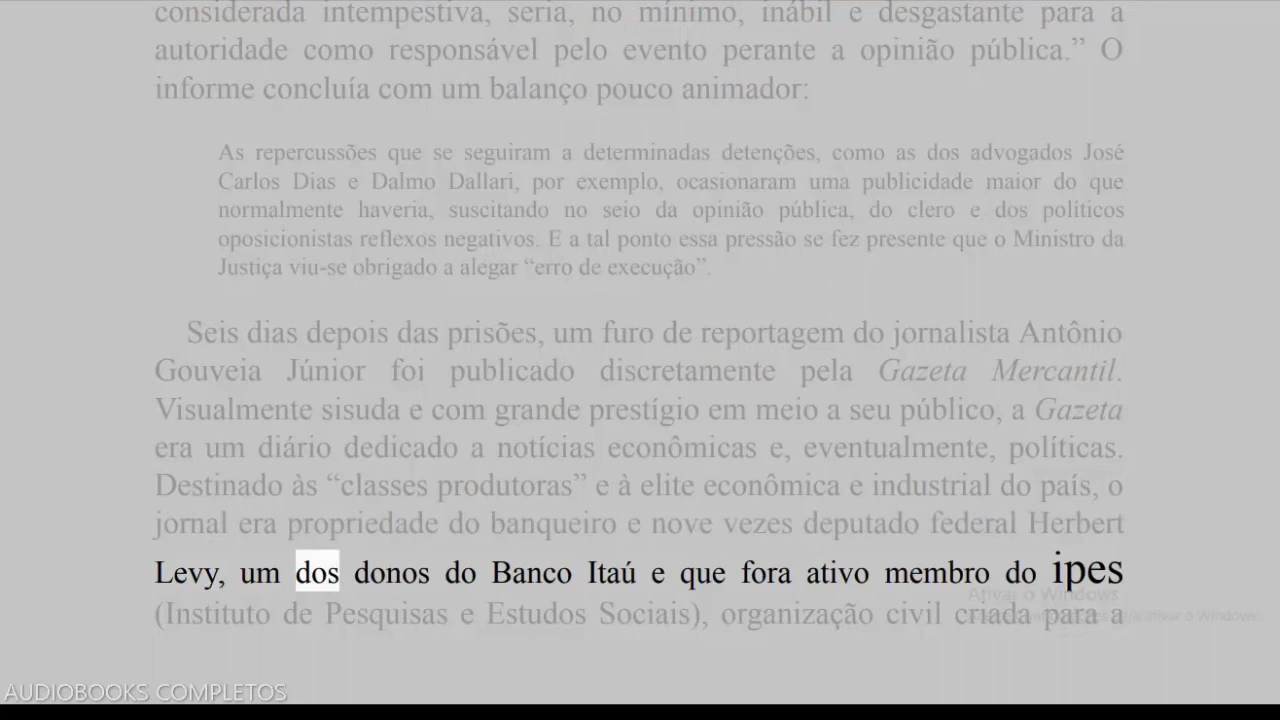 considerada intempestiva, seria, no mínimo, inábil e desgastante para a
autoridade como responsável pelo evento perante a opinião pública.” O
informe concluía com um balanço pouco animador:
As repercussões que se seguiram a determinadas detenções, como as dos advogados José
Carlos Dias e Dalmo Dallari, por exemplo, ocasionaram uma publicidade maior do que
normalmente haveria, suscitando no seio da opinião pública, do clero e dos políticos
oposicionistas reflexos negativos. E a tal ponto essa pressão se fez presente que o Ministro da
Justiça viu-se obrigado a alegar “erro de execução”.
Seis dias depois das prisões, um furo de reportagem do jornalista Antônio
Gouveia Júnior foi publicado discretamente pela Gazeta Mercantil.
Visualmente sisuda e com grande prestígio em meio a seu público, a Gazeta
era um diário dedicado a notícias econômicas e, eventualmente, políticas.
Destinado às “classes produtoras” e à elite econômica e industrial do país, o
jornal era propriedade do banqueiro e nove vezes deputado federal Herbert
Levy, um dos donos do Banco Itaú e que fora ativo membro do ipes
Ativar o Windows
(Instituto de Pesquisas e Estudos Sociais), organização civil criada para a
ativar o Windows.
AUDIOBOOKS COMPLETOS